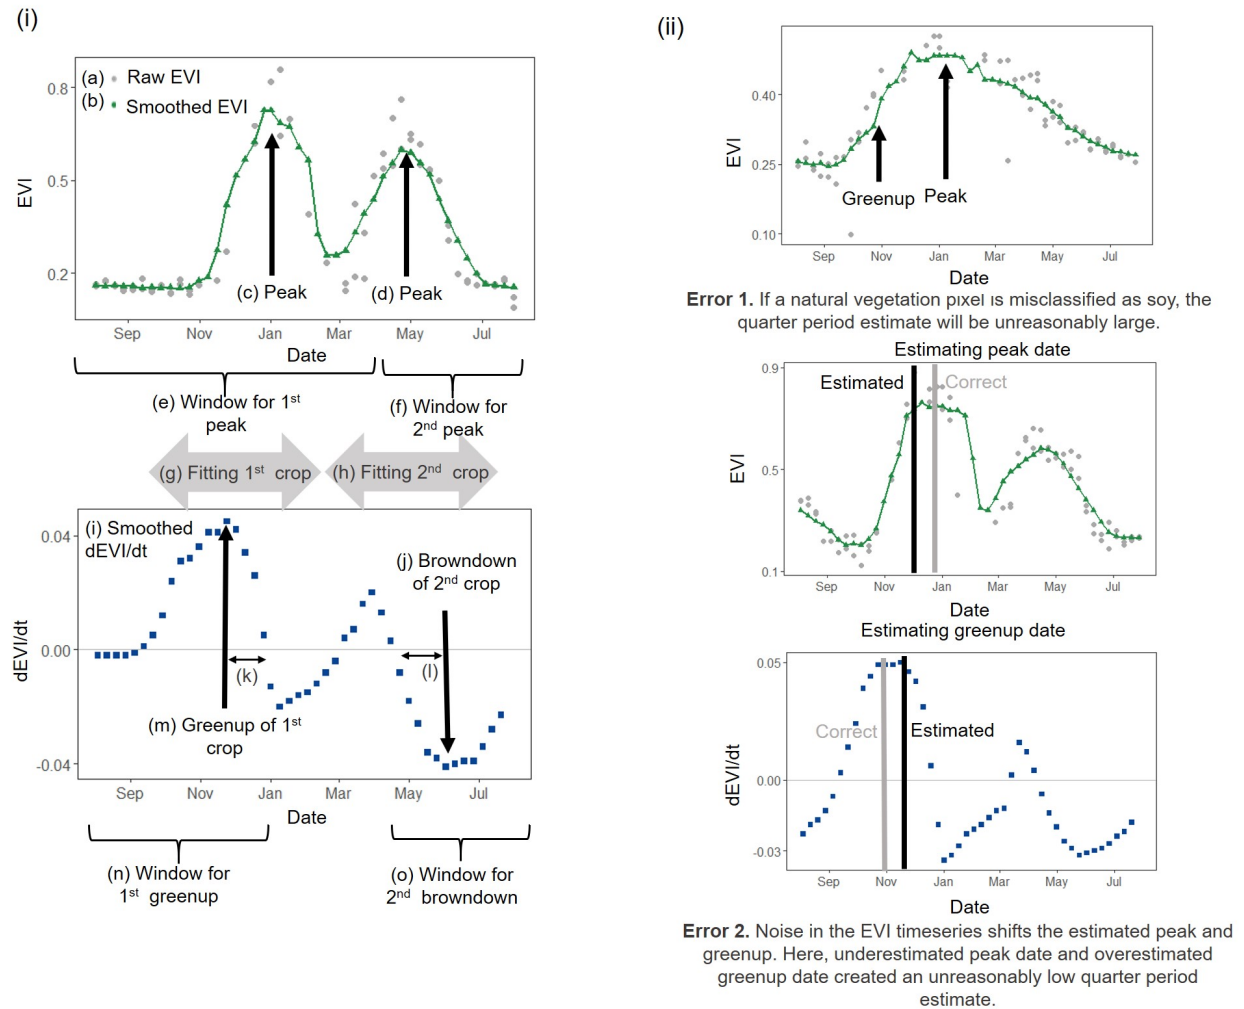 (i)
(a) Raw EVI
(b) Smoothed EVI
0.8
0.5
0.2
EVI
(c) Peak
(d) Peak
Sep Nov Jan Mar May Jul
Date
(e) Window for 1st
peak
(f) Window for
2nd peak
(g) Fitting 1st crop
(h) Fitting 2nd crop
(i) Smoothed
dEVI/dt
(j) Browndown
of 2nd crop
0.04
0.00
-0.04
dEVI/dt
(k)
(l)
(m) Greenup of 1st
crop
Sep Nov Jan Mar May Jul
Date
(n) Window for
1st greenup
(o) Window for
2nd browndown
(ii)
0.40
0.25
0.10
EVI
Greenup
Peak
Sep Nov Jan Mar May Jul
Date
Error 1. If a natural vegetation pixel is misclassified as soy, the
quarter period estimate will be unreasonably large.
Estimating peak date
0.9
0.5
0.1
EVI
Estimated
Correct
Sep Nov Jan Mar May Jul
Date
Estimating greenup date
0.05
0.00
-0.03
dEVI/dt
Correct
Estimated
Sep Nov Jan Mar May Jul
Date
Error 2. Noise in the EVI timeseries shifts the estimated peak and
greenup. Here, underestimated peak date and overestimated
greenup date created an unreasonably low quarter period
estimate.